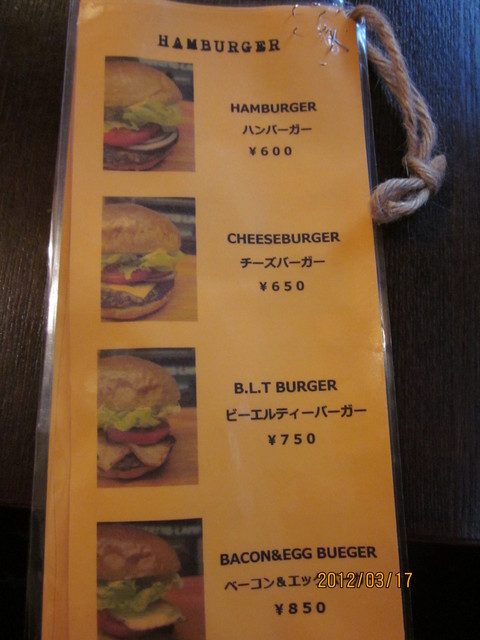 HAMBURGER
HAMBURGER
ハンバーガー
¥600
CHEESEBURGER
チーズバーガー
¥650
B.L.T BURGER
ビーエルティーバーガー
¥750
BACON&EGG BUEGER
ベーコン&エッグ
2012/03/17
¥850